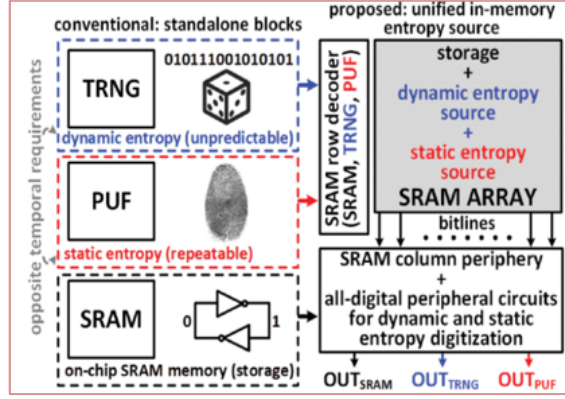 conventional: standalone blocks
opposite temporal requirements
TRNG
010111001010101
dynamic entropy (unpredictable)
PUF
static entropy (repeatable)
SRAM
0
1
on-chip SRAM memory (storage)
proposed: unified in-memory
entropy source
SRAM row decoder
(SRAM, TRNG, PUF)
storage
+
dynamic entropy
source
+
static entropy
source
SRAM ARRAY
bitlines
SRAM column periphery
+
all-digital peripheral circuits
for dynamic and static
entropy digitization
OUTSRAM
OUTTRNG
OUTPUF